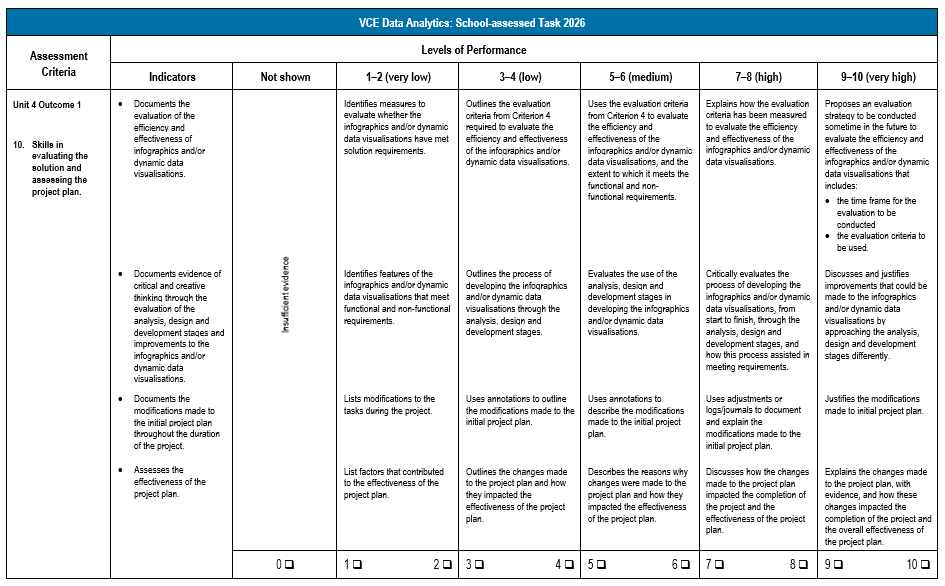 VCE Data Analytics: School-assessed Task 2026
Assessment
Criteria
Levels of Performance
Indicators
Not shown
1–2 (very low)
3–4 (low)
5–6 (medium)
7–8 (high)
9–10 (very high)
Unit 4 Outcome 1
10. Skills in
evaluating the
solution and
assessing the
project plan.
• Documents the
evaluation of the
efficiency and
effectiveness of
infographics and/or
dynamic data
visualisations.
Insufficient evidence
Identifies measures to
evaluate whether the
infographics and/or dynamic
data visualisations have met
solution requirements.
Outlines the evaluation
criteria from Criterion 4
required to evaluate the
efficiency and effectiveness
of the infographics and/or
dynamic data visualisations.
Uses the evaluation criteria
from Criterion 4 to evaluate
the efficiency and
effectiveness of the
infographics and/or dynamic
data visualisations, and the
extent to which it meets the
functional and non-
functional requirements.
Explains how the evaluation
criteria has been measured
to evaluate the efficiency
and effectiveness of the
infographics and/or dynamic
data visualisations.
Proposes an evaluation
strategy to be conducted
sometime in the future to
evaluate the efficiency and
effectiveness of the
infographics and/or dynamic
data visualisations that
includes:
• the time frame for the
evaluation to be
conducted
• the evaluation criteria to
be used.
• Documents evidence of
critical and creative
thinking through the
evaluation of the
analysis, design and
development stages and
improvements to the
infographics and/or
dynamic data
visualisations.
Identifies features of the
infographics and/or dynamic
data visualisations that meet
functional and non-functional
requirements.
Outlines the process of
developing the infographics
and/or dynamic data
visualisations through the
analysis, design and
development stages.
Evaluates the use of the
analysis, design and
development stages in
developing the infographics
and/or dynamic data
visualisations.
Critically evaluates the
process of developing the
infographics and/or dynamic
data visualisations, from
start to finish, through the
analysis, design and
development stages, and
how this process assisted in
meeting requirements.
Discusses and justifies
improvements that could be
made to the infographics
and/or dynamic data
visualisations by
approaching the analysis,
design and development
stages differently.
• Documents the
modifications made to
the initial project plan
throughout the duration
of the project.
Lists modifications to the
tasks during the project.
Uses annotations to outline
the modifications made to the
initial project plan.
Uses annotations to
describe the modifications
made to the initial project
plan.
Uses adjustments or
logs/journals to document
and explain the
modifications made to the
initial project plan.
Justifies the modifications
made to initial project plan.
• Assesses the
effectiveness of the
project plan.
List factors that contributed
to the effectiveness of the
project plan.
Outlines the changes made
to the project plan and how
they impacted the
effectiveness of the project
plan.
Describes the reasons why
changes were made to the
project plan and how they
impacted the effectiveness
of the project plan.
Discusses how the changes
made to the project plan
impacted the completion of
the project and the
effectiveness of the project
plan.
Explains the changes made
to the project plan, with
evidence, and how these
changes impacted the
completion of the project and
the overall effectiveness of
the project plan.
0 ❑ 1 ❑ 2 ❑ 3 ❑ 4 ❑ 5 ❑ 6 ❑ 7 ❑ 8 ❑ 9 ❑ 10 ❑